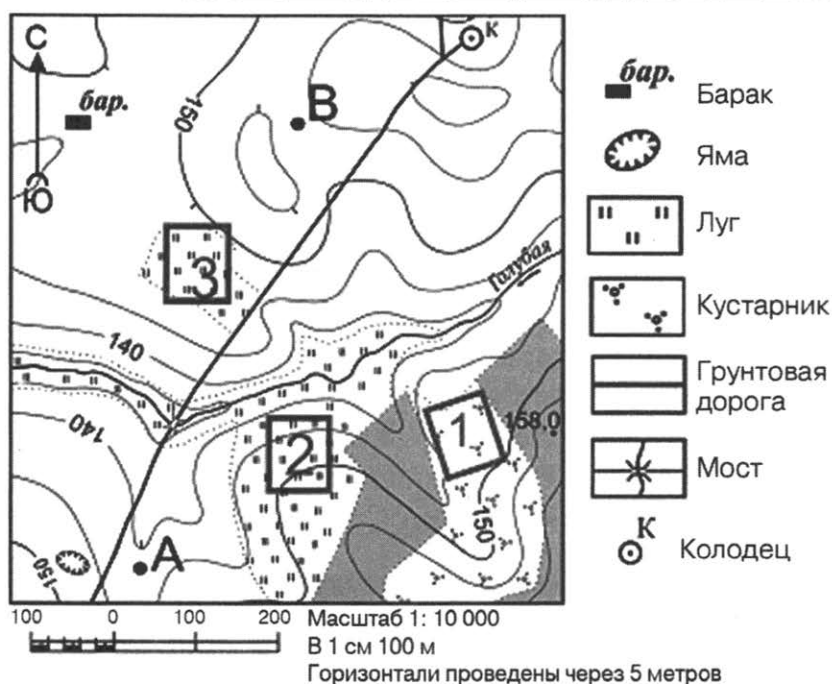 С
К
бар.
150
В
Ю
3
Голубая
140
140
2
1
158,0
150
150
А
бар.
Барак
Яма
Луг
Кустарник
Грунтовая
дорога
Мост
К
Колодец
100 0 100 200
Масштаб 1: 10 000
В 1 см 100 м
Горизонтали проведены через 5 метров